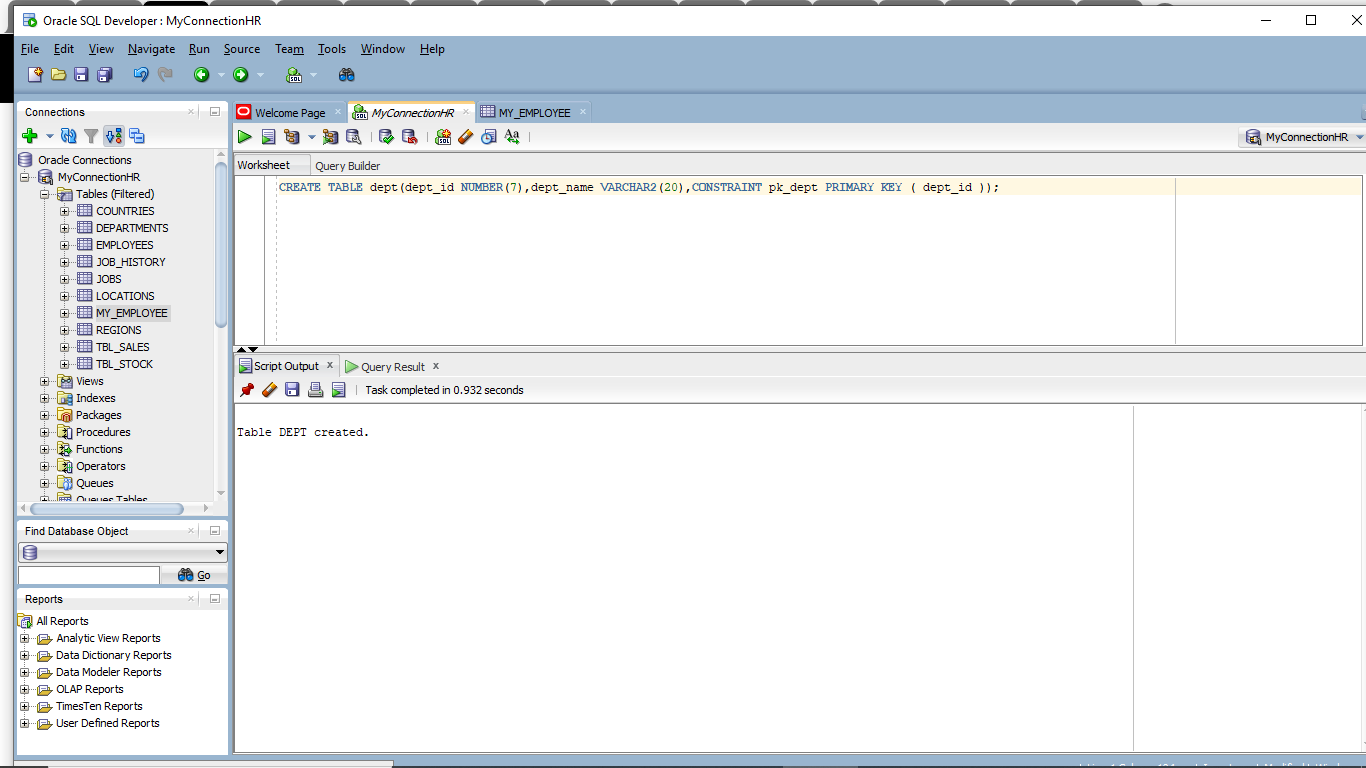 Oracle SQL Developer : MyConnectionHR
File Edit View Navigate Run Source Team Tools Window Help
Connections
Oracle Connections
MyConnectionHR
Tables (Filtered)
COUNTRIES
DEPARTMENTS
EMPLOYEES
JOB_HISTORY
JOBS
LOCATIONS
MY_EMPLOYEE
REGIONS
TBL_SALES
TBL_STOCK
Views
Indexes
Packages
Procedures
Functions
Operators
Queues
Queues Tables
Find Database Object
Go
Reports
All Reports
Analytic View Reports
Data Dictionary Reports
Data Modeler Reports
OLAP Reports
TimesTen Reports
User Defined Reports
Welcome Page MyConnectionHR MY_EMPLOYEE
SQL
Aa
MyConnectionHR
Worksheet Query Builder
CREATE TABLE dept(dept_id NUMBER(7),dept_name VARCHAR2(20),CONSTRAINT pk_dept PRIMARY KEY ( dept_id ));
Script Output x Query Result x
Task completed in 0.932 seconds
Table DEPT created.